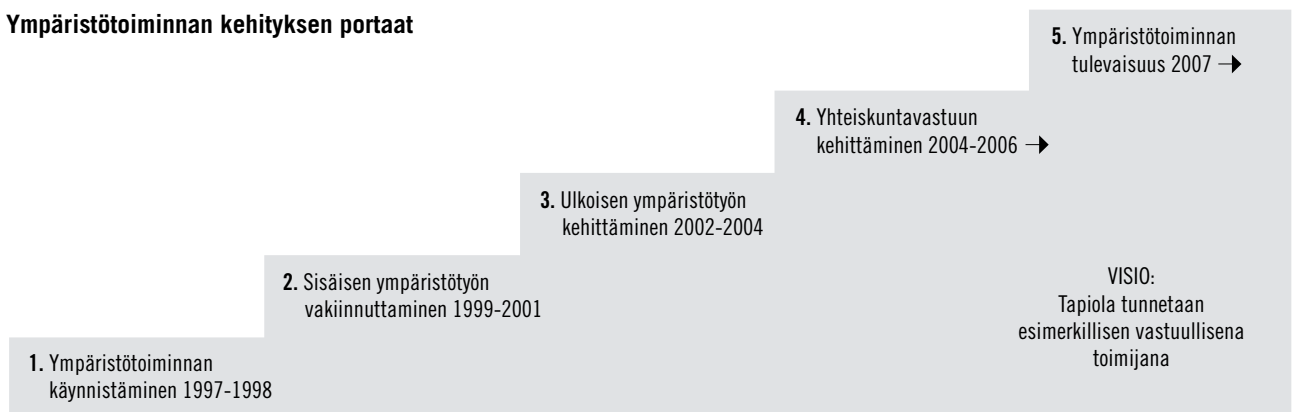 Ympäristötoiminnan kehityksen portaat
5. Ympäristötoiminnan
tulevaisuus 2007 →
4. Yhteiskuntavastuun
kehittäminen 2004-2006 →
3. Ulkoisen ympäristötyön
kehittäminen 2002-2004
2. Sisäisen ympäristötyön
vakiinnuttaminen 1999-2001
1. Ympäristötoiminnan
käynnistäminen 1997-1998
VISIO:
Tapiola tunnetaan
esimerkillisen vastuullisena
toimijana